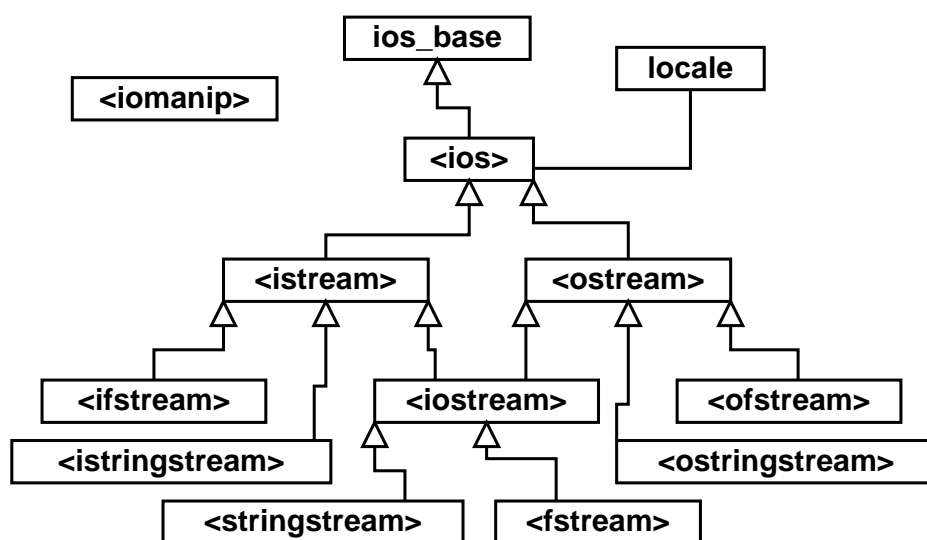 ios_base
locale
<iomanip>
<ios>
<istream>
<ostream>
<ifstream>
<iostream>
<ofstream>
<istringstream>
<ostringstream>
<stringstream>
<fstream>